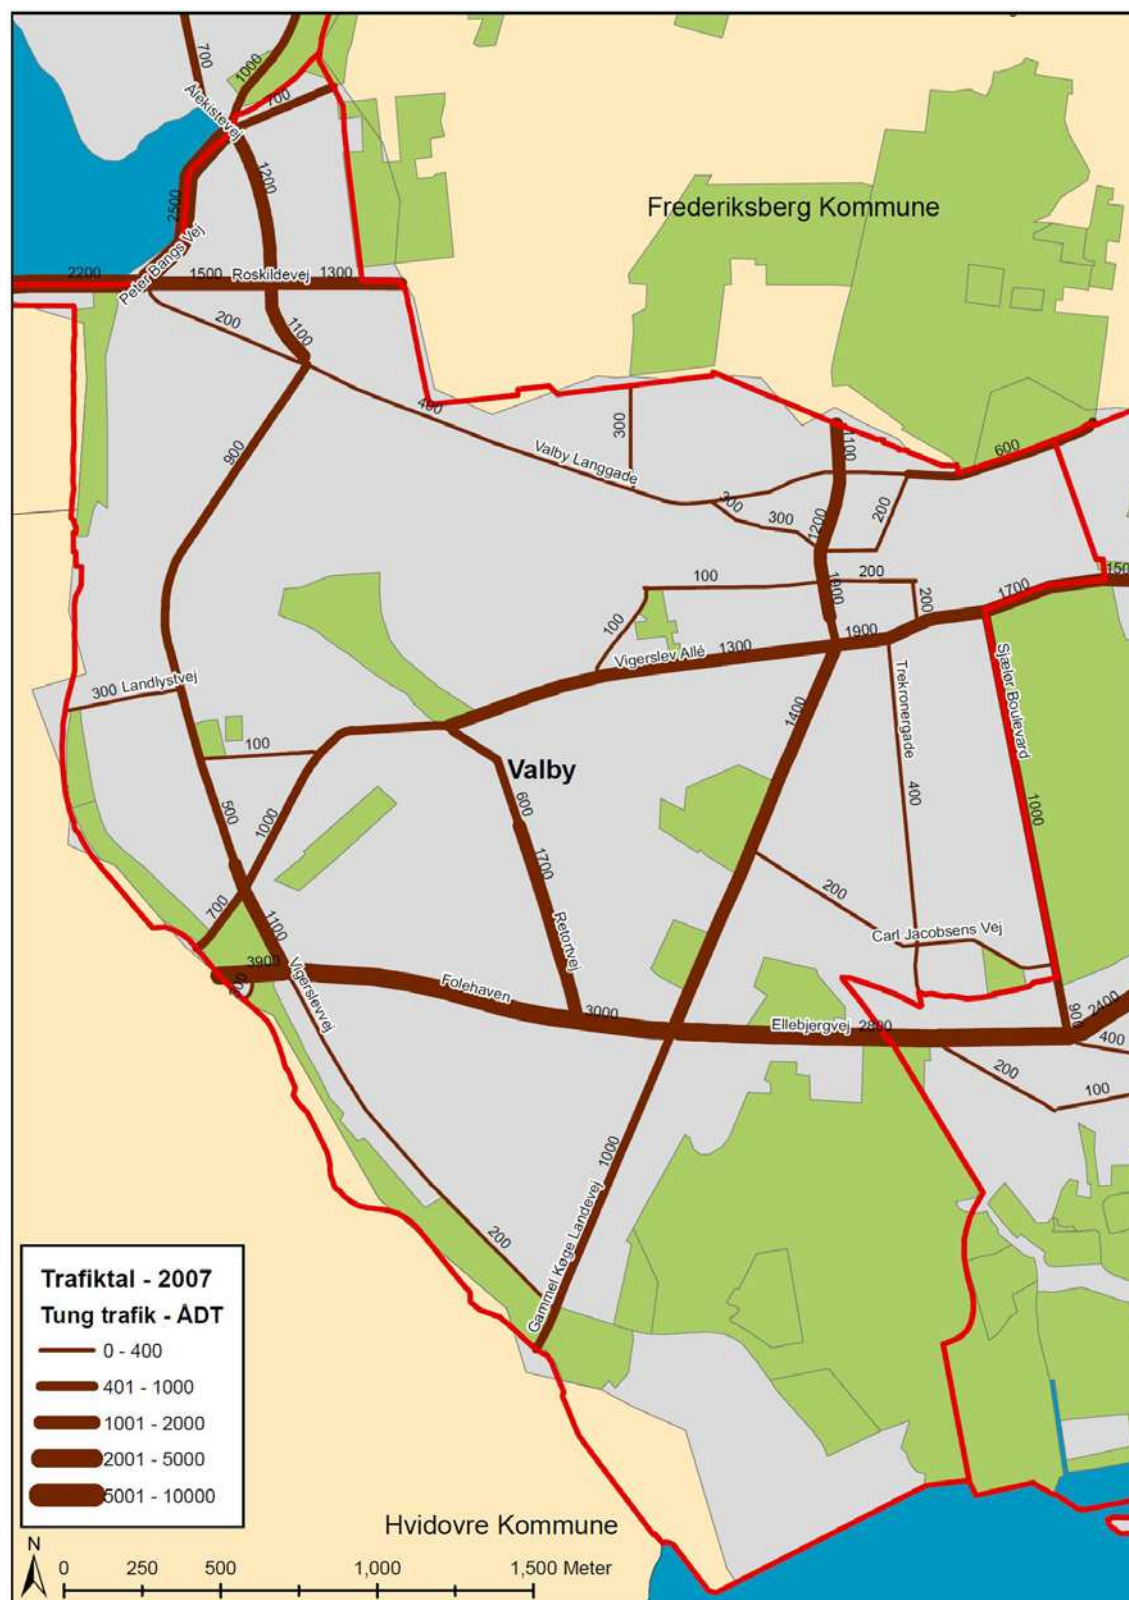 700
1000
700
Ålekistevej
1200
2500
Peter Bangs Vej
Frederiksberg Kommune
2200
1500
Roskildevej
1300
200
1100
400
900
300
1100
600
Valby Langgade
300
300
1200
200
100
1900
200
200
1700
100
Vigerslev Allé
1300
1900
300
Landlystvej
Trekronergade
Sjælør Boulevard
1400
100
Valby
500
1000
600
400
1000
1700
200
700
1100
Retortvej
Carl Jacobsens Vej
3900
Vigerslevvej
Folehaven
3000
Ellebjergvej
2800
900
2400
400
200
100
1000
200
Gammel Køge Landevej
Trafiktal - 2007
Tung trafik - ÅDT
0 - 400
401 - 1000
1001 - 2000
2001 - 5000
5001 - 10000
Hvidovre Kommune
N
0
250
500
1,000
1,500 Meter